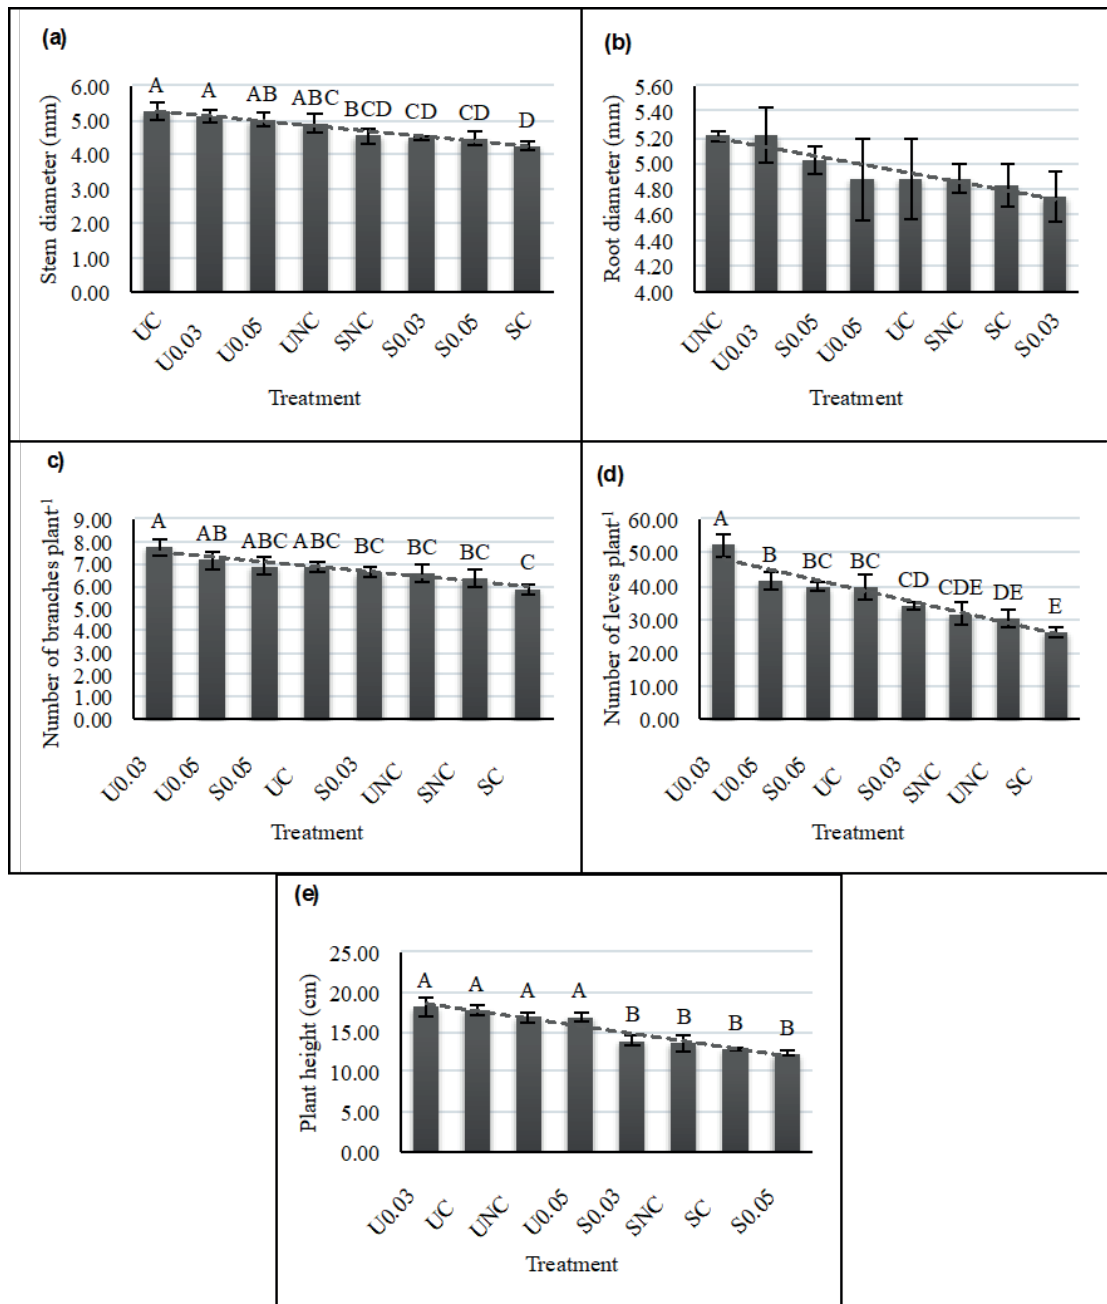 (a)
A A AB ABC BCD CD CD D
6.00
5.00
4.00
3.00
2.00
1.00
0.00
Stem diameter (mm)
UC U0.03 U0.05 UNC SNC S0.03 S0.05 SC
Treatment
(b)
5.60
5.40
5.20
5.00
4.80
4.60
4.40
4.20
4.00
Root diameter (mm)
UNC U0.03 S0.05 U0.05 UC SNC SC S0.03
Treatment
c)
A AB ABC ABC BC BC BC C
9.00
8.00
7.00
6.00
5.00
4.00
3.00
2.00
1.00
0.00
Number of branches plant-1
U0.03 U0.05 S0.05 UC S0.03 UNC SNC SC
Treatment
(d)
A B BC BC CD CDE DE E
60.00
50.00
40.00
30.00
20.00
10.00
0.00
Number of leves plant-1
U0.03 U0.05 S0.05 UC S0.03 SNC UNC SC
Treatment
(e)
A A A A B B B B
25.00
20.00
15.00
10.00
5.00
0.00
Plant height (cm)
U0.03 UC UNC U0.05 S0.03 SNC SC S0.05
Treatment